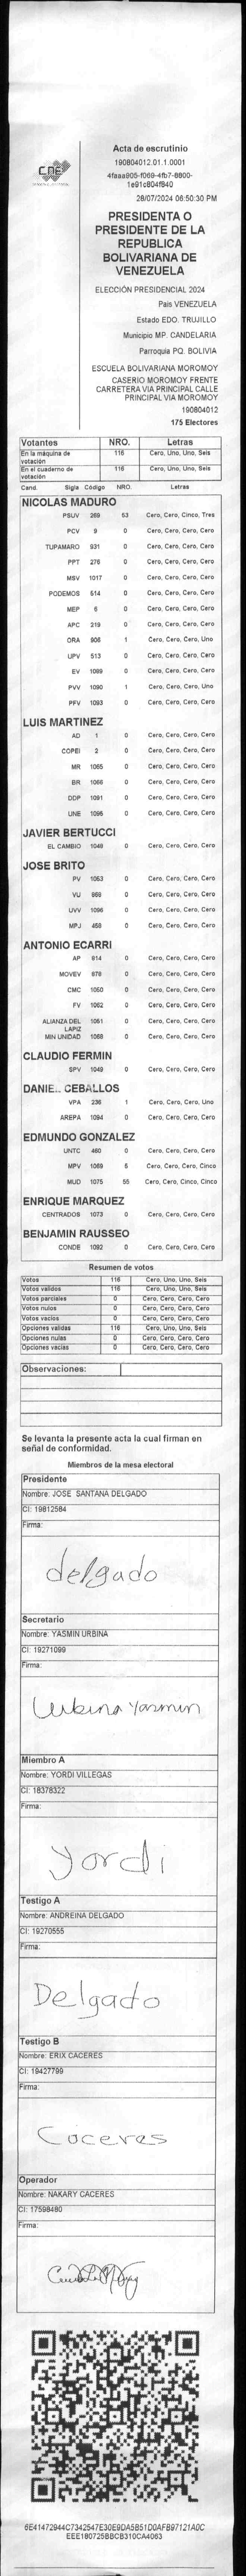 CNE
Acta de escrutinio
190804012.01.1.0001
4faaa905-f069-4fb7-8800-
1e91c804f840
28/07/2024 06:50:30 PM
PRESIDENTA O
PRESIDENTE DE LA
REPUBLICA
BOLIVARIANA DE
VENEZUELA
ELECCIÓN PRESIDENCIAL 2024
País VENEZUELA
Estado EDO. TRUJILLO
Municipio MP. CANDELARIA
Parroquia PQ. BOLIVIA
ESCUELA BOLIVARIANA MOROMOY
CASERIO MOROMOY FRENTE
CARRETERA VIA PRINCIPAL CALLE
PRINCIPAL VIA MOROMOY
190804012
175 Electores
Votantes NRO. Letras
En la máquina de votación 116 Cero, Uno, Uno, Seis
En el cuaderno de votación 116 Cero, Uno, Uno, Seis
Cand. Sigla Código NRO. Letras
NICOLAS MADURO
PSUV 269 53 Cero, Cero, Cinco, Tres
PCV 9 0 Cero, Cero, Cero, Cero
TUPAMARO 931 0 Cero, Cero, Cero, Cero
PPT 276 0 Cero, Cero, Cero, Cero
MSV 1017 0 Cero, Cero, Cero, Cero
PODEMOS 514 0 Cero, Cero, Cero, Cero
MEP 6 0 Cero, Cero, Cero, Cero
APC 219 0 Cero, Cero, Cero, Cero
ORA 906 1 Cero, Cero, Cero, Uno
UPV 513 0 Cero, Cero, Cero, Cero
EV 1089 0 Cero, Cero, Cero, Cero
PVV 1090 1 Cero, Cero, Cero, Uno
PFV 1093 0 Cero, Cero, Cero, Cero
LUIS MARTINEZ
AD 1 0 Cero, Cero, Cero, Cero
COPEI 2 0 Cero, Cero, Cero, Cero
MR 1065 0 Cero, Cero, Cero, Cero
BR 1066 0 Cero, Cero, Cero, Cero
DDP 1091 0 Cero, Cero, Cero, Cero
UNE 1095 0 Cero, Cero, Cero, Cero
JAVIER BERTUCCI
EL CAMBIO 1048 0 Cero, Cero, Cero, Cero
JOSE BRITO
PV 1053 0 Cero, Cero, Cero, Cero
VU 969 0 Cero, Cero, Cero, Cero
UVV 1096 0 Cero, Cero, Cero, Cero
MPJ 458 0 Cero, Cero, Cero, Cero
ANTONIO ECARRI
AP 814 0 Cero, Cero, Cero, Cero
MOVEV 878 0 Cero, Cero, Cero, Cero
CMC 1050 0 Cero, Cero, Cero, Cero
FV 1062 0 Cero, Cero, Cero, Cero
ALIANZA DEL LAPIZ 1051 0 Cero, Cero, Cero, Cero
MIN UNIDAD 1068 0 Cero, Cero, Cero, Cero
CLAUDIO FERMIN
SPV 1049 0 Cero, Cero, Cero, Cero
DANIEL CEBALLOS
VPA 236 1 Cero, Cero, Cero, Uno
AREPA 1094 0 Cero, Cero, Cero, Cero
EDMUNDO GONZALEZ
UNTC 460 0 Cero, Cero, Cero, Cero
MPV 1069 5 Cero, Cero, Cero, Cinco
MUD 1075 55 Cero, Cero, Cinco, Cinco
ENRIQUE MARQUEZ
CENTRADOS 1073 0 Cero, Cero, Cero, Cero
BENJAMIN RAUSSEO
CONDE 1092 0 Cero, Cero, Cero, Cero
Resumen de votos
Votos 116 Cero, Uno, Uno, Seis
Votos validos 116 Cero, Uno, Uno, Seis
Votos parciales 0 Cero, Cero, Cero, Cero
Votos nulos 0 Cero, Cero, Cero, Cero
Votos vacios 0 Cero, Cero, Cero, Cero
Opciones validas 116 Cero, Uno, Uno, Seis
Opciones nulas 0 Cero, Cero, Cero, Cero
Opciones vacias 0 Cero, Cero, Cero, Cero
Observaciones:
Se levanta la presente acta la cual firman en
señal de conformidad.
Miembros de la mesa electoral
Presidente
Nombre: JOSE SANTANA DELGADO
CI: 19812584
Firma:
delgado
Secretario
Nombre: YASMIN URBINA
CI: 19271099
Firma:
Urbina Yasmin
Miembro A
Nombre: YORDI VILLEGAS
CI: 18378322
Firma:
Yordi
Testigo A
Nombre: ANDREINA DELGADO
CI: 19270555
Firma:
Delgado
Testigo B
Nombre: ERIX CACERES
CI: 19427799
Firma:
Caceres
Operador
Nombre: NAKARY CACERES
CI: 17598480
Firma:
6E41472944C7342547E30E9DA5B51D0AFB97121A0C
EEE180725BBCB310CA4063